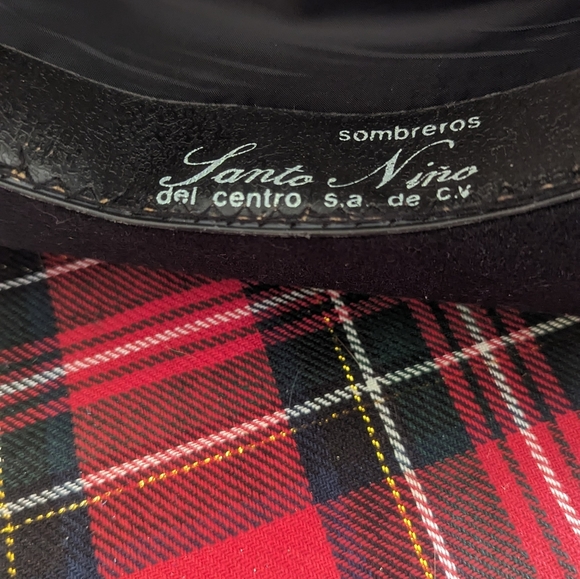 sombreros
Santo Niño
del centro s.a. de c.v